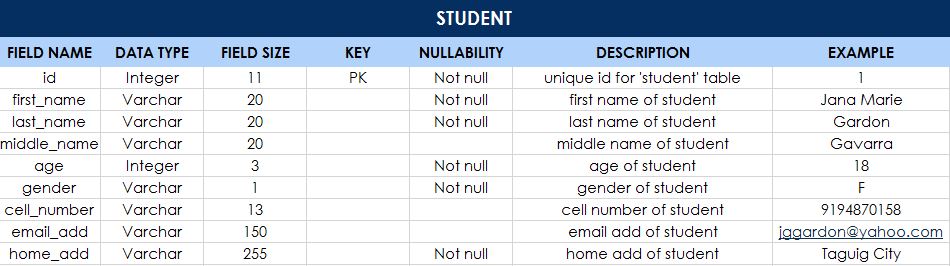 STUDENT
FIELD NAME DATA TYPE FIELD SIZE KEY NULLABILITY DESCRIPTION EXAMPLE
id Integer 11 PK Not null unique id for 'student' table 1
first_name Varchar 20 Not null first name of student Jana Marie
last_name Varchar 20 Not null last name of student Gardon
middle_name Varchar 20 middle name of student Gavarra
age Integer 3 Not null age of student 18
gender Varchar 1 Not null gender of student F
cell_number Varchar 13 cell number of student 9194870158
email_add Varchar 150 email add of student jggardon@yahoo.com
home_add Varchar 255 Not null home add of student Taguig City